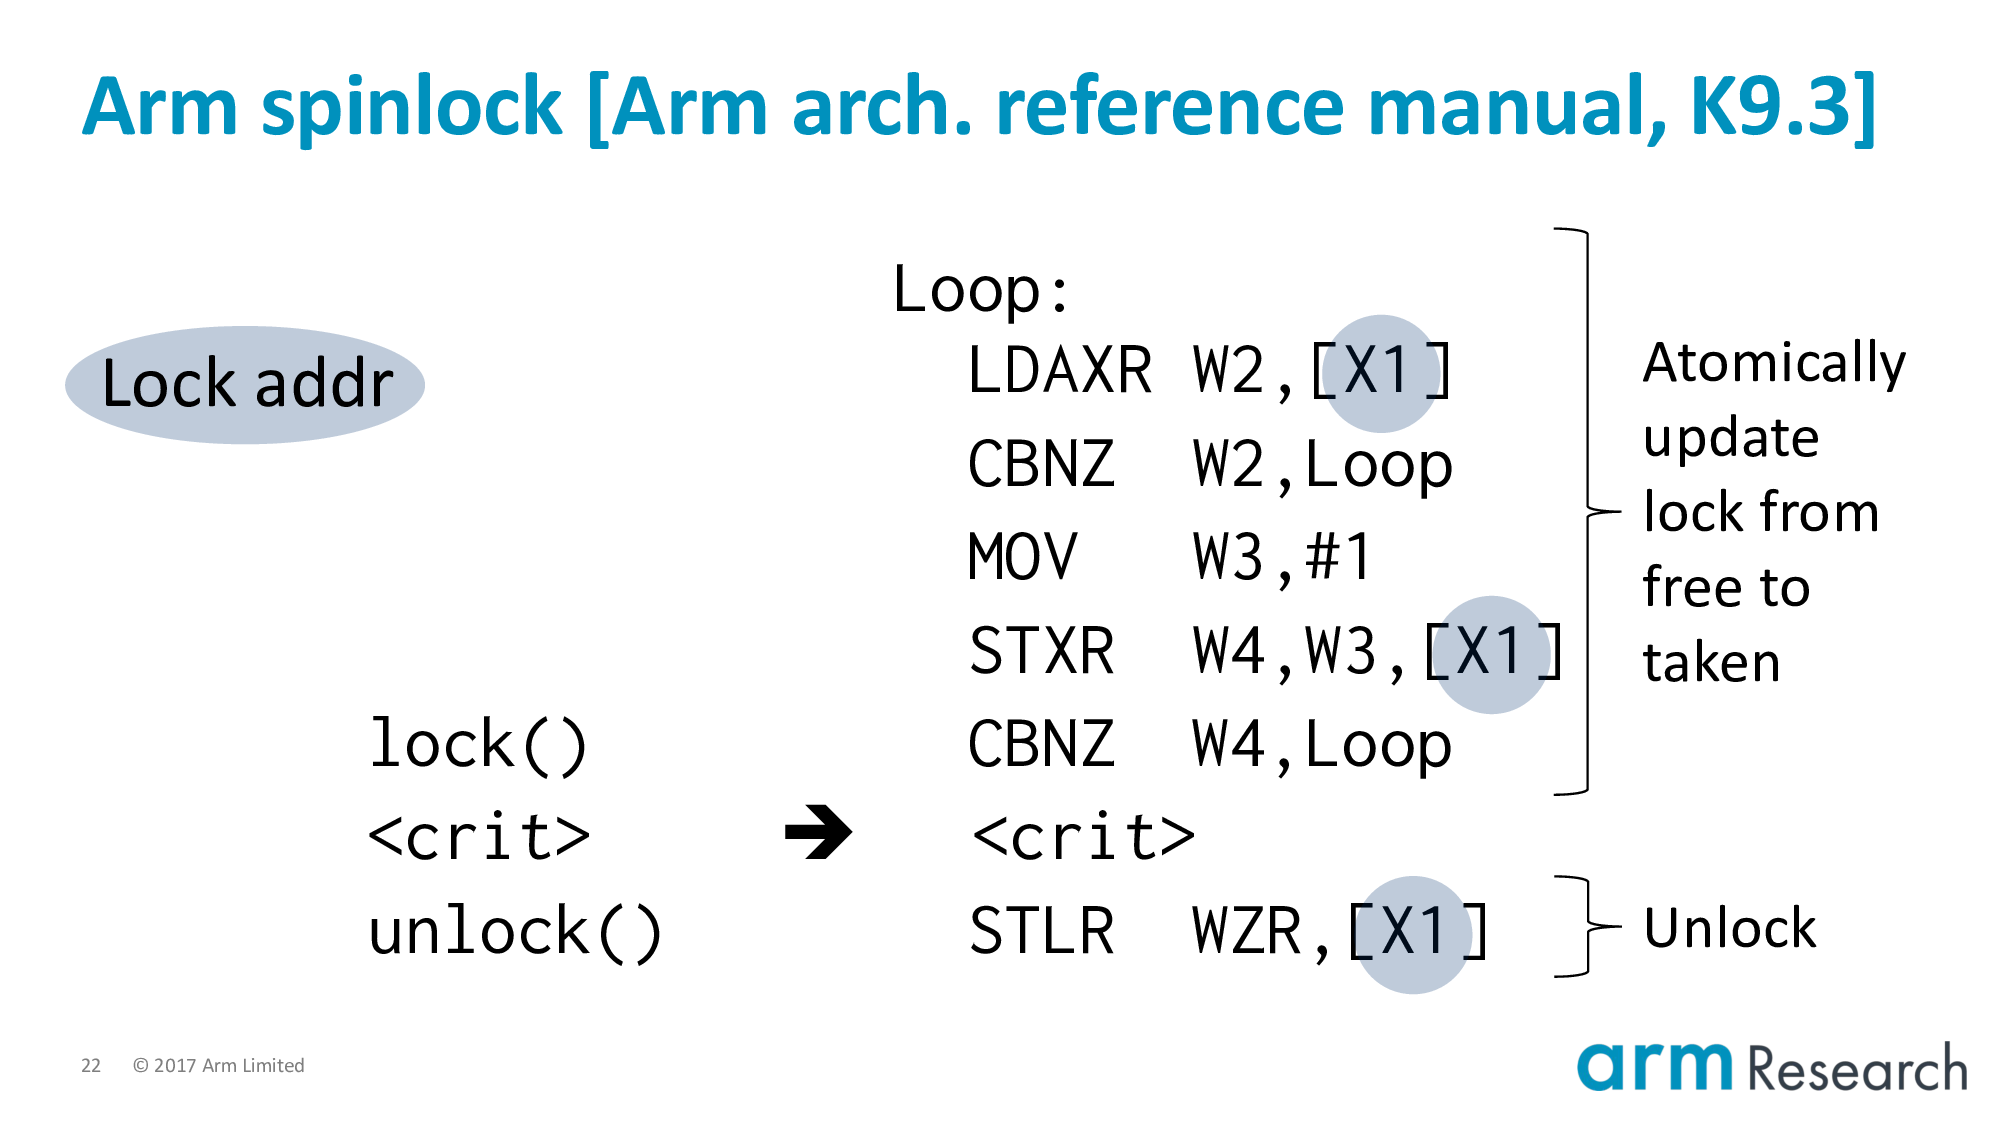 Arm spinlock [Arm arch. reference manual, K9.3]
Lock addr
Loop:
LDAXR W2,[X1]
CBNZ W2,Loop
MOV W3,#1
STXR W4,W3,[X1]
CBNZ W4,Loop
<crit>
STLR WZR,[X1]
Atomically
update
lock from
free to
taken
Unlock
lock()
<crit>
unlock()
22 © 2017 Arm Limited
arm Research